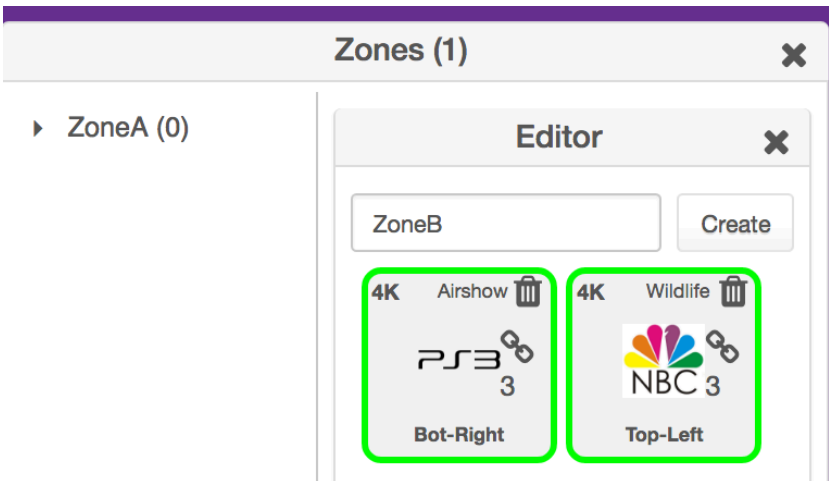 Zones (1)
ZoneA (0)
Editor
ZoneB
Create
4K Airshow
PS3
3
Bot-Right
4K Wildlife
NBC 3
Top-Left